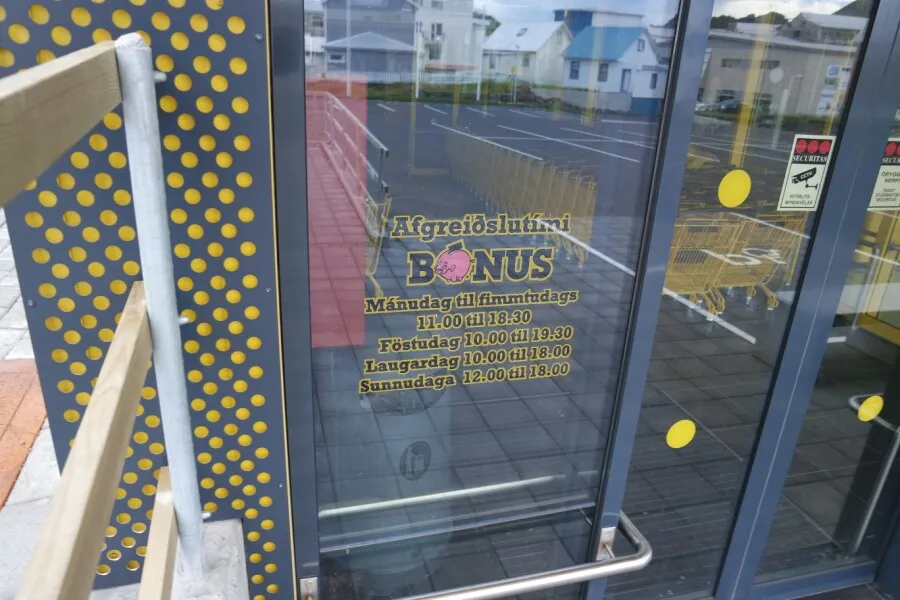 Afgreiðslutími
BONUS
Mánudag til fimmtudags
11.00 til 18.30
Föstudag 10.00 til 19.30
Laugardag 10.00 til 18.00
Sunnudaga 12.00 til 18.00
SECURITAS
CCTV